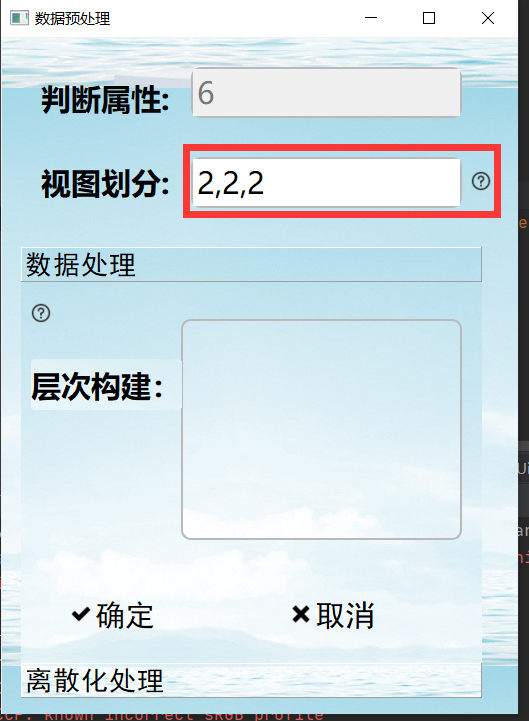 数据预处理
判断属性: 6
视图划分: 2,2,2
数据处理
层次构建：
确定 取消
离散化处理
known incorrect sRGB profile